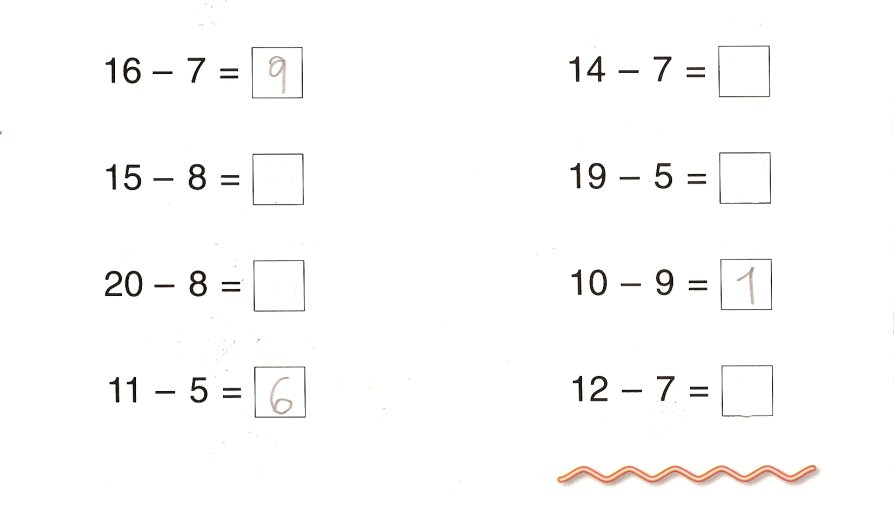 16 – 7 = 9
15 – 8 =
20 – 8 =
11 – 5 = 6
14 – 7 =
19 – 5 =
10 – 9 = 1
12 – 7 =